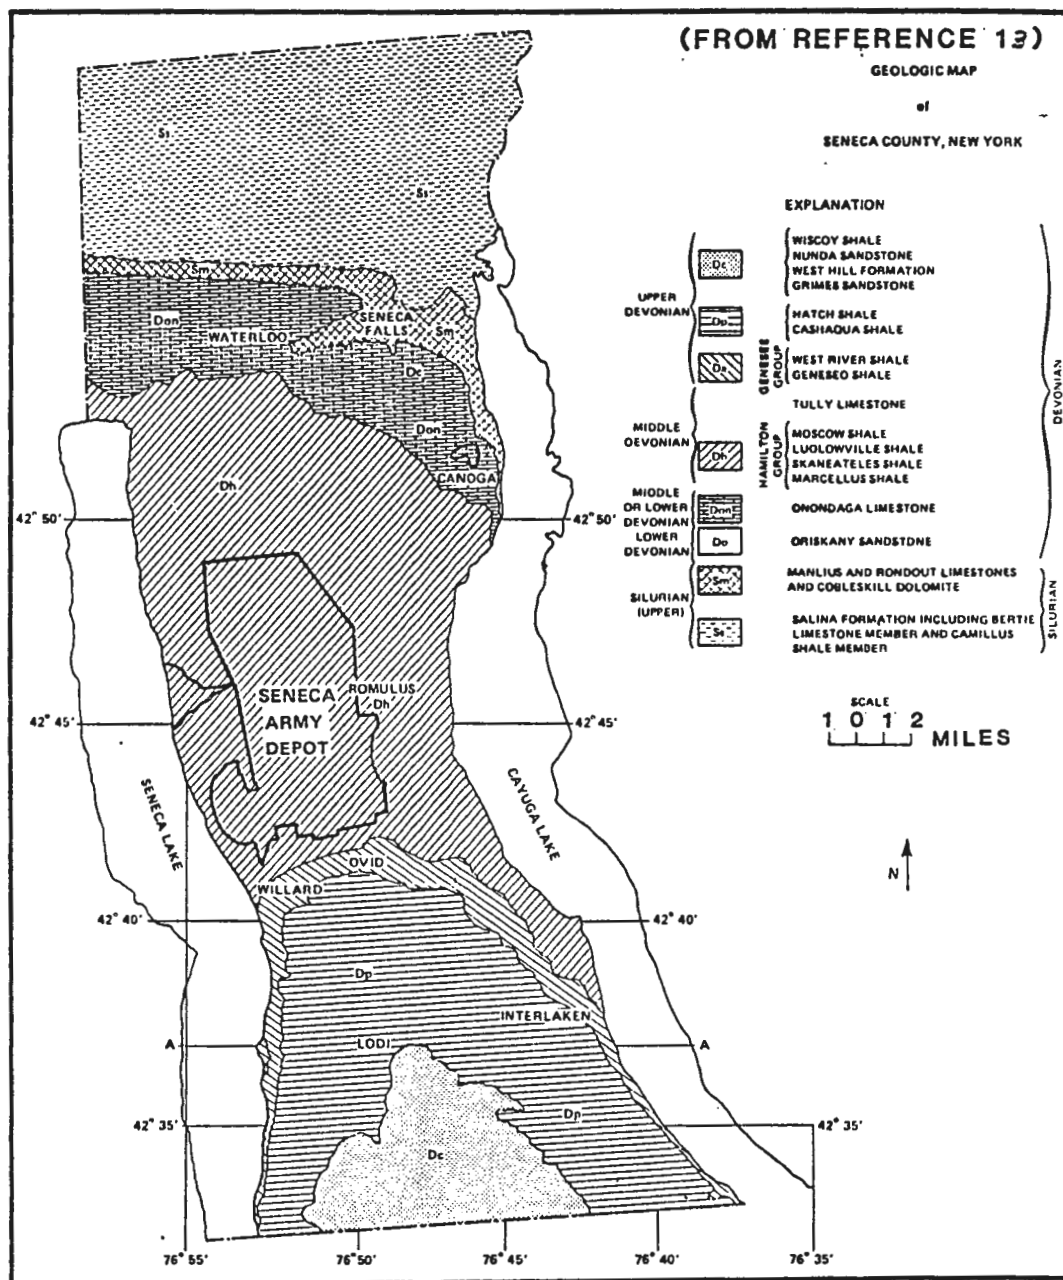 (FROM REFERENCE 13)
GEOLOGIC MAP
of
SENECA COUNTY, NEW YORK
EXPLANATION
UPPER
DEVONIAN
Dc
WISCOY SHALE
NUNDA SANDSTONE
WEST HILL FORMATION
GRIMES SANDSTONE
Dp
HATCH SHALE
CASHAQUA SHALE
GENESEE
GROUP
WEST RIVER SHALE
GENESEO SHALE
TULLY LIMESTONE
MIDDLE
DEVONIAN
Dh
HAMILTON
GROUP
MOSCOW SHALE
LUOLOWVILLE SHALE
SKANEATELES SHALE
MARCELLUS SHALE
MIDDLE
OR LOWER
DEVONIAN
Don
ONONDAGA LIMESTONE
LOWER
DEVONIAN
Do
ORISKANY SANDSTONE
DEVONIAN
SILURIAN
(UPPER)
Sm
MANLIUS AND RONDOUT LIMESTONES
AND COBLESKILL DOLOMITE
Ss
SALINA FORMATION INCLUDING BERTIE
LIMESTONE MEMBER AND CAMILLUS
SHALE MEMBER
SILURIAN
SCALE
1 0 1 2 MILES
N
Ss
Ss
Sm
Don
WATERLOO
SENECA
FALLS
Sm
Dc
Don
CANOGA
Dh
42° 50'
42° 50'
SENECA
ARMY
DEPOT
ROMULUS
Dh
42° 45'
42° 45'
SENECA LAKE
CAYUGA LAKE
OVID
WILLARD
42° 40'
42° 40'
Dp
INTERLAKEN
LODI
A
A
Dp
42° 35'
42° 35'
Dc
76° 55'
76° 50'
76° 45'
76° 40'
76° 35'